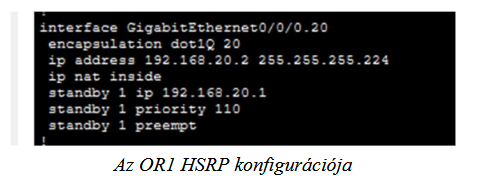 interface GigabitEthernet0/0/0.20
encapsulation dot1Q 20
ip address 192.168.20.2 255.255.255.224
ip nat inside
standby 1 ip 192.168.20.1
standby 1 priority 110
standby 1 preempt
!
Az OR1 HSRP konfigurációja